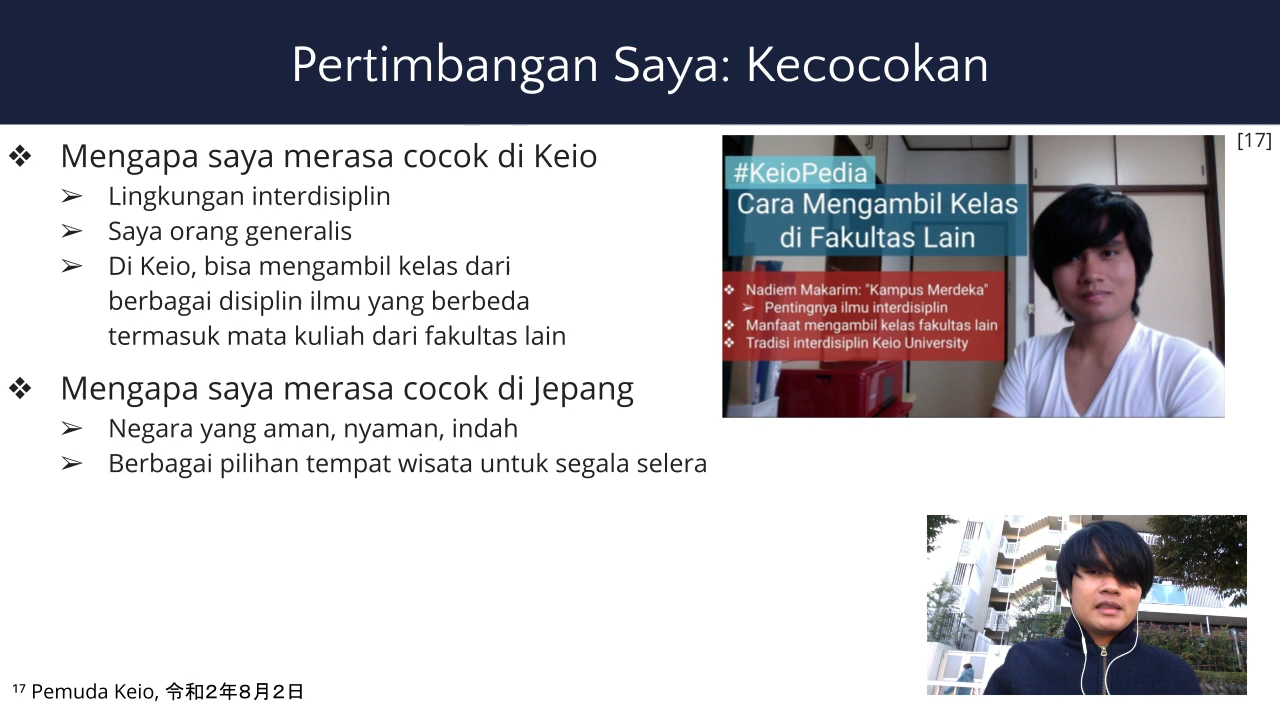 Pertimbangan Saya: Kecocokan
❖ Mengapa saya merasa cocok di Keio
➢ Lingkungan interdisiplin
➢ Saya orang generalis
➢ Di Keio, bisa mengambil kelas dari
berbagai disiplin ilmu yang berbeda
termasuk mata kuliah dari fakultas lain
❖ Mengapa saya merasa cocok di Jepang
➢ Negara yang aman, nyaman, indah
➢ Berbagai pilihan tempat wisata untuk segala selera
[17]
#KeioPedia
Cara Mengambil Kelas
di Fakultas Lain
❖ Nadiem Makarim: "Kampus Merdeka"
➢ Pentingnya ilmu interdisiplin
❖ Manfaat mengambil kelas fakultas lain
❖ Tradisi interdisiplin Keio University
¹⁷ Pemuda Keio, 令和2年8月2日